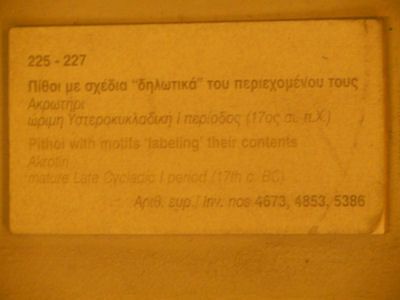 225 - 227
Πίθοι με σχέδια "δηλωτικά" του περιεχομένου τους
Ακρωτήρι
ώριμη Υστεροκυκλαδική Ι περίοδος (17ος αι. π.Χ.)
Pithoi with motifs 'labeling' their contents
Akrotiri
mature Late Cycladic I period (17th c. BC)
Αριθ. ευρ./ Inv. nos 4673, 4853, 5386